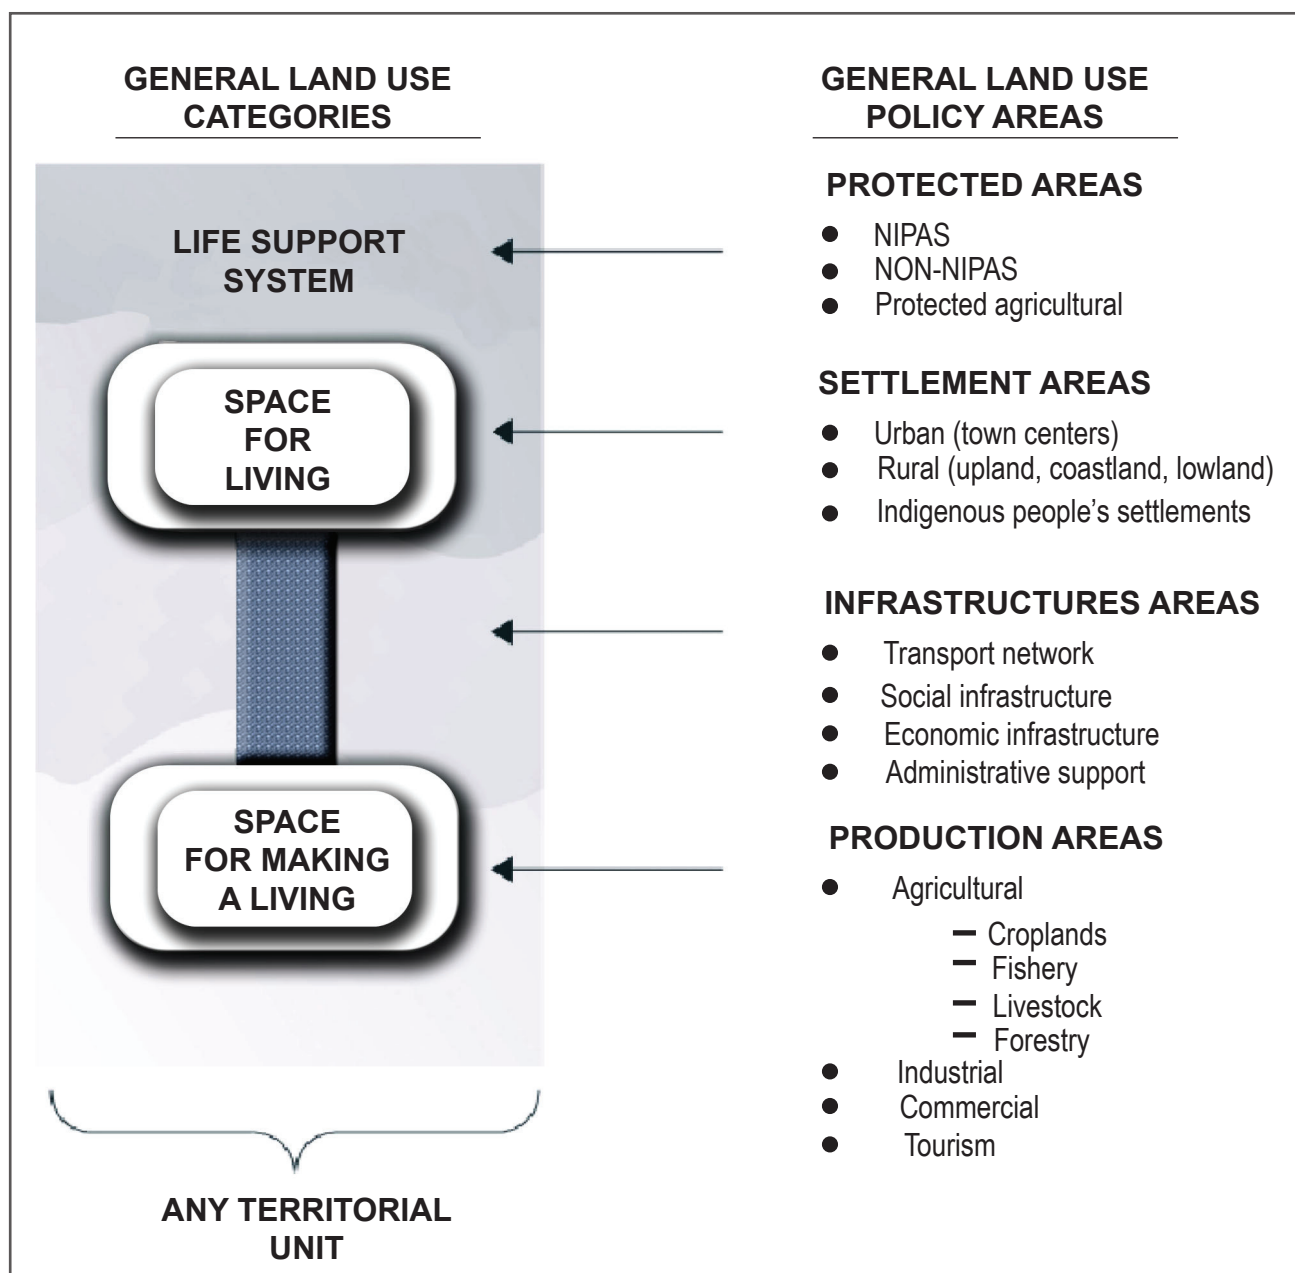 GENERAL LAND USE
CATEGORIES
LIFE SUPPORT
SYSTEM
SPACE
FOR
LIVING
SPACE
FOR MAKING
A LIVING
ANY TERRITORIAL
UNIT
GENERAL LAND USE
POLICY AREAS
PROTECTED AREAS
● NIPAS
● NON-NIPAS
● Protected agricultural
SETTLEMENT AREAS
● Urban (town centers)
● Rural (upland, coastland, lowland)
● Indigenous people’s settlements
INFRASTRUCTURES AREAS
● Transport network
● Social infrastructure
● Economic infrastructure
● Administrative support
PRODUCTION AREAS
● Agricultural
– Croplands
– Fishery
– Livestock
– Forestry
● Industrial
● Commercial
● Tourism